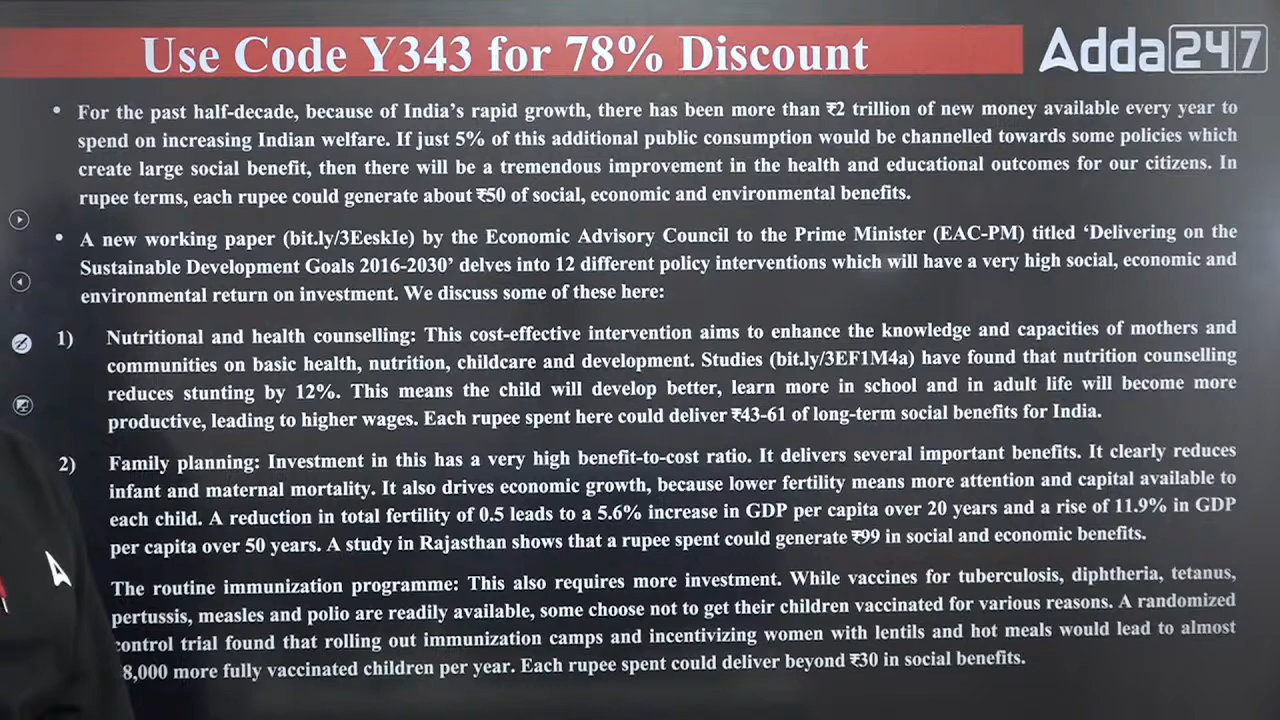 Use Code Y343 for 78% Discount
Adda247
• For the past half-decade, because of India's rapid growth, there has been more than ₹2 trillion of new money available every year to
spend on increasing Indian welfare. If just 5% of this additional public consumption would be channelled towards some policies which
create large social benefit, then there will be a tremendous improvement in the health and educational outcomes for our citizens. In
rupee terms, each rupee could generate about ₹50 of social, economic and environmental benefits.
• A new working paper (bit.ly/3EeskIe) by the Economic Advisory Council to the Prime Minister (EAC-PM) titled ‘Delivering on the
Sustainable Development Goals 2016-2030’ delves into 12 different policy interventions which will have a very high social, economic and
environmental return on investment. We discuss some of these here:
1) Nutritional and health counselling: This cost-effective intervention aims to enhance the knowledge and capacities of mothers and
communities on basic health, nutrition, childcare and development. Studies (bit.ly/3EF1M4a) have found that nutrition counselling
reduces stunting by 12%. This means the child will develop better, learn more in school and in adult life will become more
productive, leading to higher wages. Each rupee spent here could deliver ₹43-61 of long-term social benefits for India.
2) Family planning: Investment in this has a very high benefit-to-cost ratio. It delivers several important benefits. It clearly reduces
infant and maternal mortality. It also drives economic growth, because lower fertility means more attention and capital available to
each child. A reduction in total fertility of 0.5 leads to a 5.6% increase in GDP per capita over 20 years and a rise of 11.9% in GDP
per capita over 50 years. A study in Rajasthan shows that a rupee spent could generate ₹99 in social and economic benefits.
The routine immunization programme: This also requires more investment. While vaccines for tuberculosis, diphtheria, tetanus,
pertussis, measles and polio are readily available, some choose not to get their children vaccinated for various reasons. A randomized
control trial found that rolling out immunization camps and incentivizing women with lentils and hot meals would lead to almost
8,000 more fully vaccinated children per year. Each rupee spent could deliver beyond ₹30 in social benefits.